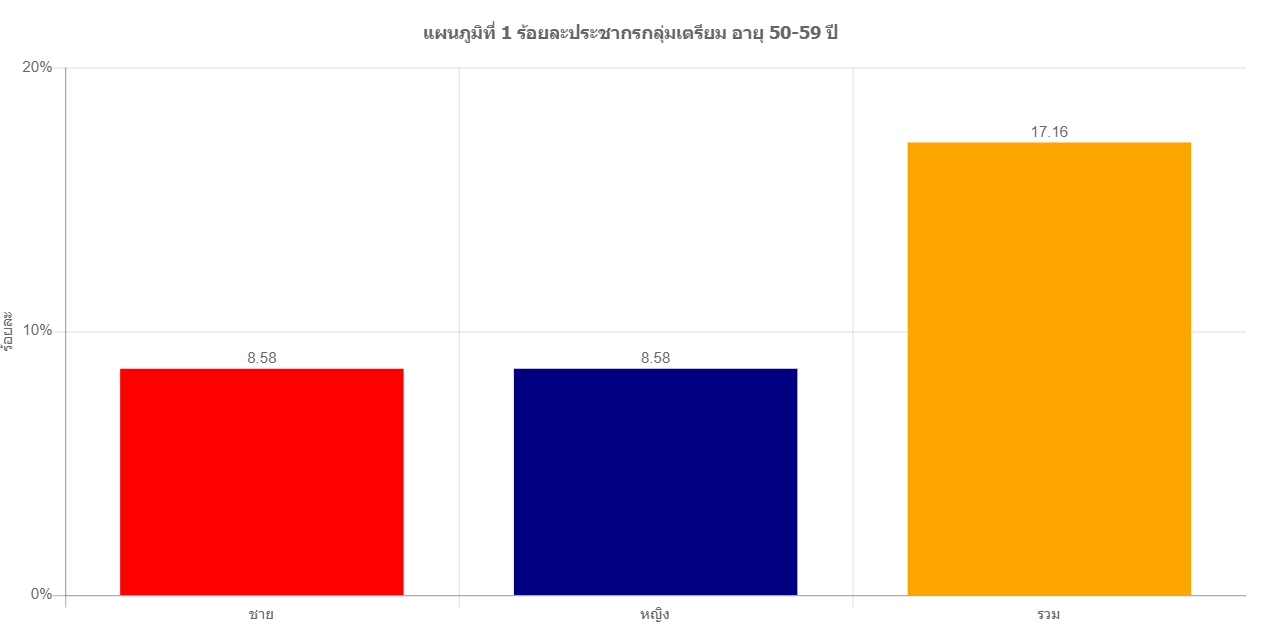 แผนภูมิที่ 1 ร้อยละประชากรกลุ่มเตรียม อายุ 50-59 ปี
20%
17.16
ร้อยละ
10%
8.58
8.58
0%
ชาย
หญิง
รวม